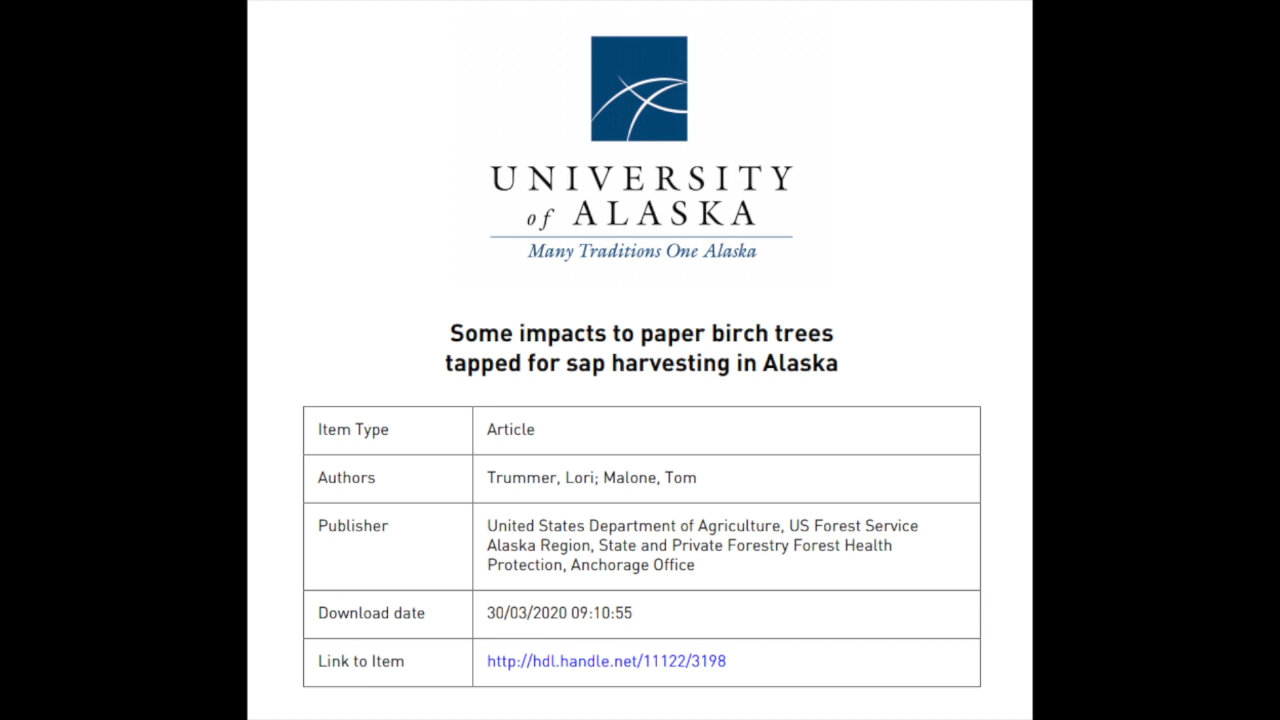 UNIVERSITY
of ALASKA
Many Traditions One Alaska
Some impacts to paper birch trees
tapped for sap harvesting in Alaska
Item Type Article
Authors Trummer, Lori; Malone, Tom
Publisher United States Department of Agriculture, US Forest Service
Alaska Region, State and Private Forestry Forest Health
Protection, Anchorage Office
Download date 30/03/2020 09:10:55
Link to Item http://hdl.handle.net/11122/3198